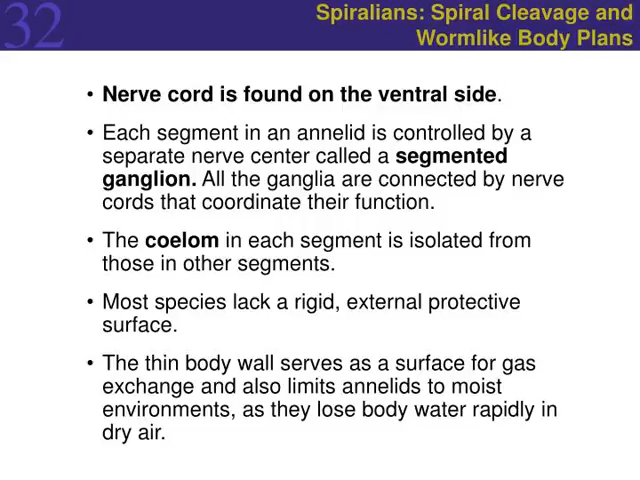 32
Spiralians: Spiral Cleavage and
Wormlike Body Plans
• Nerve cord is found on the ventral side.
• Each segment in an annelid is controlled by a
separate nerve center called a segmented
ganglion. All the ganglia are connected by nerve
cords that coordinate their function.
• The coelom in each segment is isolated from
those in other segments.
• Most species lack a rigid, external protective
surface.
• The thin body wall serves as a surface for gas
exchange and also limits annelids to moist
environments, as they lose body water rapidly in
dry air.